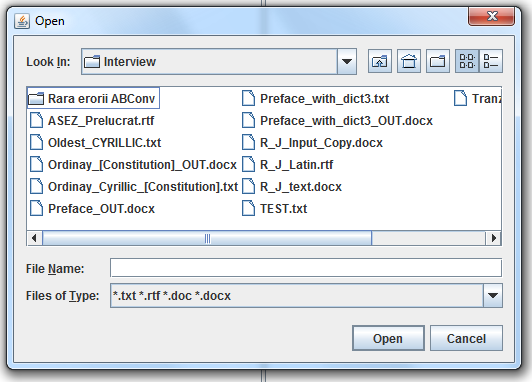 Open
Look In: Interview
Rara erorii ABConv
ASEZ_Prelucrat.rtf
Oldest_CYRILLIC.txt
Ordinay_[Constitution]_OUT.docx
Ordinay_Cyrillic_[Constitution].txt
Preface_OUT.docx
Preface_with_dict3.txt
Preface_with_dict3_OUT.docx
R_J_Input_Copy.docx
R_J_Latin.rtf
R_J_text.docx
TEST.txt
Tranz
File Name:
Files of Type: *.txt *.rtf *.doc *.docx
Open Cancel